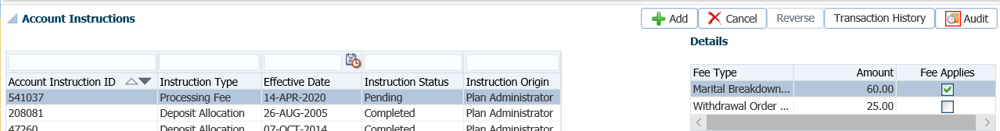 Account Instructions
Add Cancel Reverse Transaction History Audit
Details
Account Instruction ID Instruction Type Effective Date Instruction Status Instruction Origin
541037 Processing Fee 14-APR-2020 Pending Plan Administrator
208081 Deposit Allocation 26-AUG-2005 Completed Plan Administrator
47260 Deposit Allocation 07-OCT-2014 Completed Plan Administrator
Fee Type Amount Fee Applies
Marital Breakdown... 60.00
Withdrawal Order ... 25.00